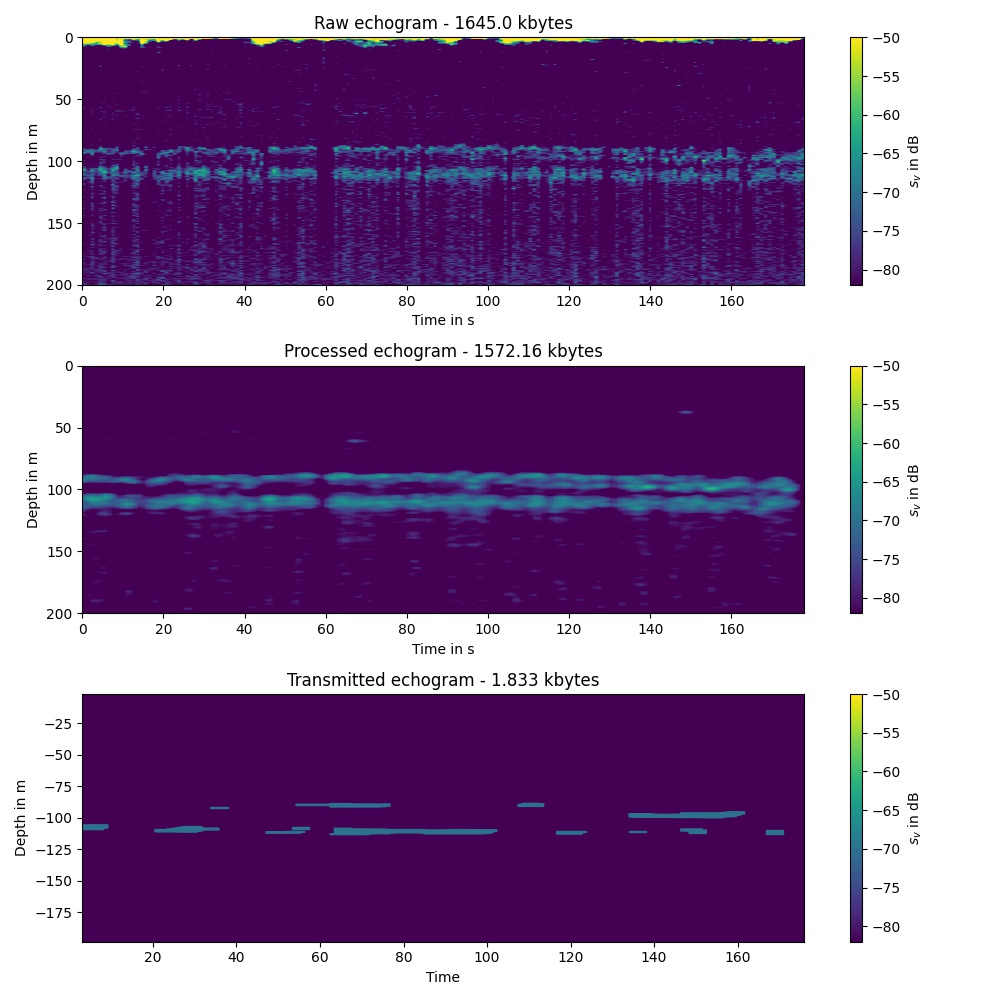 Raw echogram - 1645.0 kbytes
0
50
100
150
200
Depth in m
0 20 40 60 80 100 120 140 160
Time in s
−50
−55
−60
−65
−70
−75
−80
sv in dB
Processed echogram - 1572.16 kbytes
0
50
100
150
200
Depth in m
0 20 40 60 80 100 120 140 160
Time in s
−50
−55
−60
−65
−70
−75
−80
sv in dB
Transmitted echogram - 1.833 kbytes
−25
−50
−75
−100
−125
−150
−175
Depth in m
20 40 60 80 100 120 140 160
Time
−50
−55
−60
−65
−70
−75
−80
sv in dB